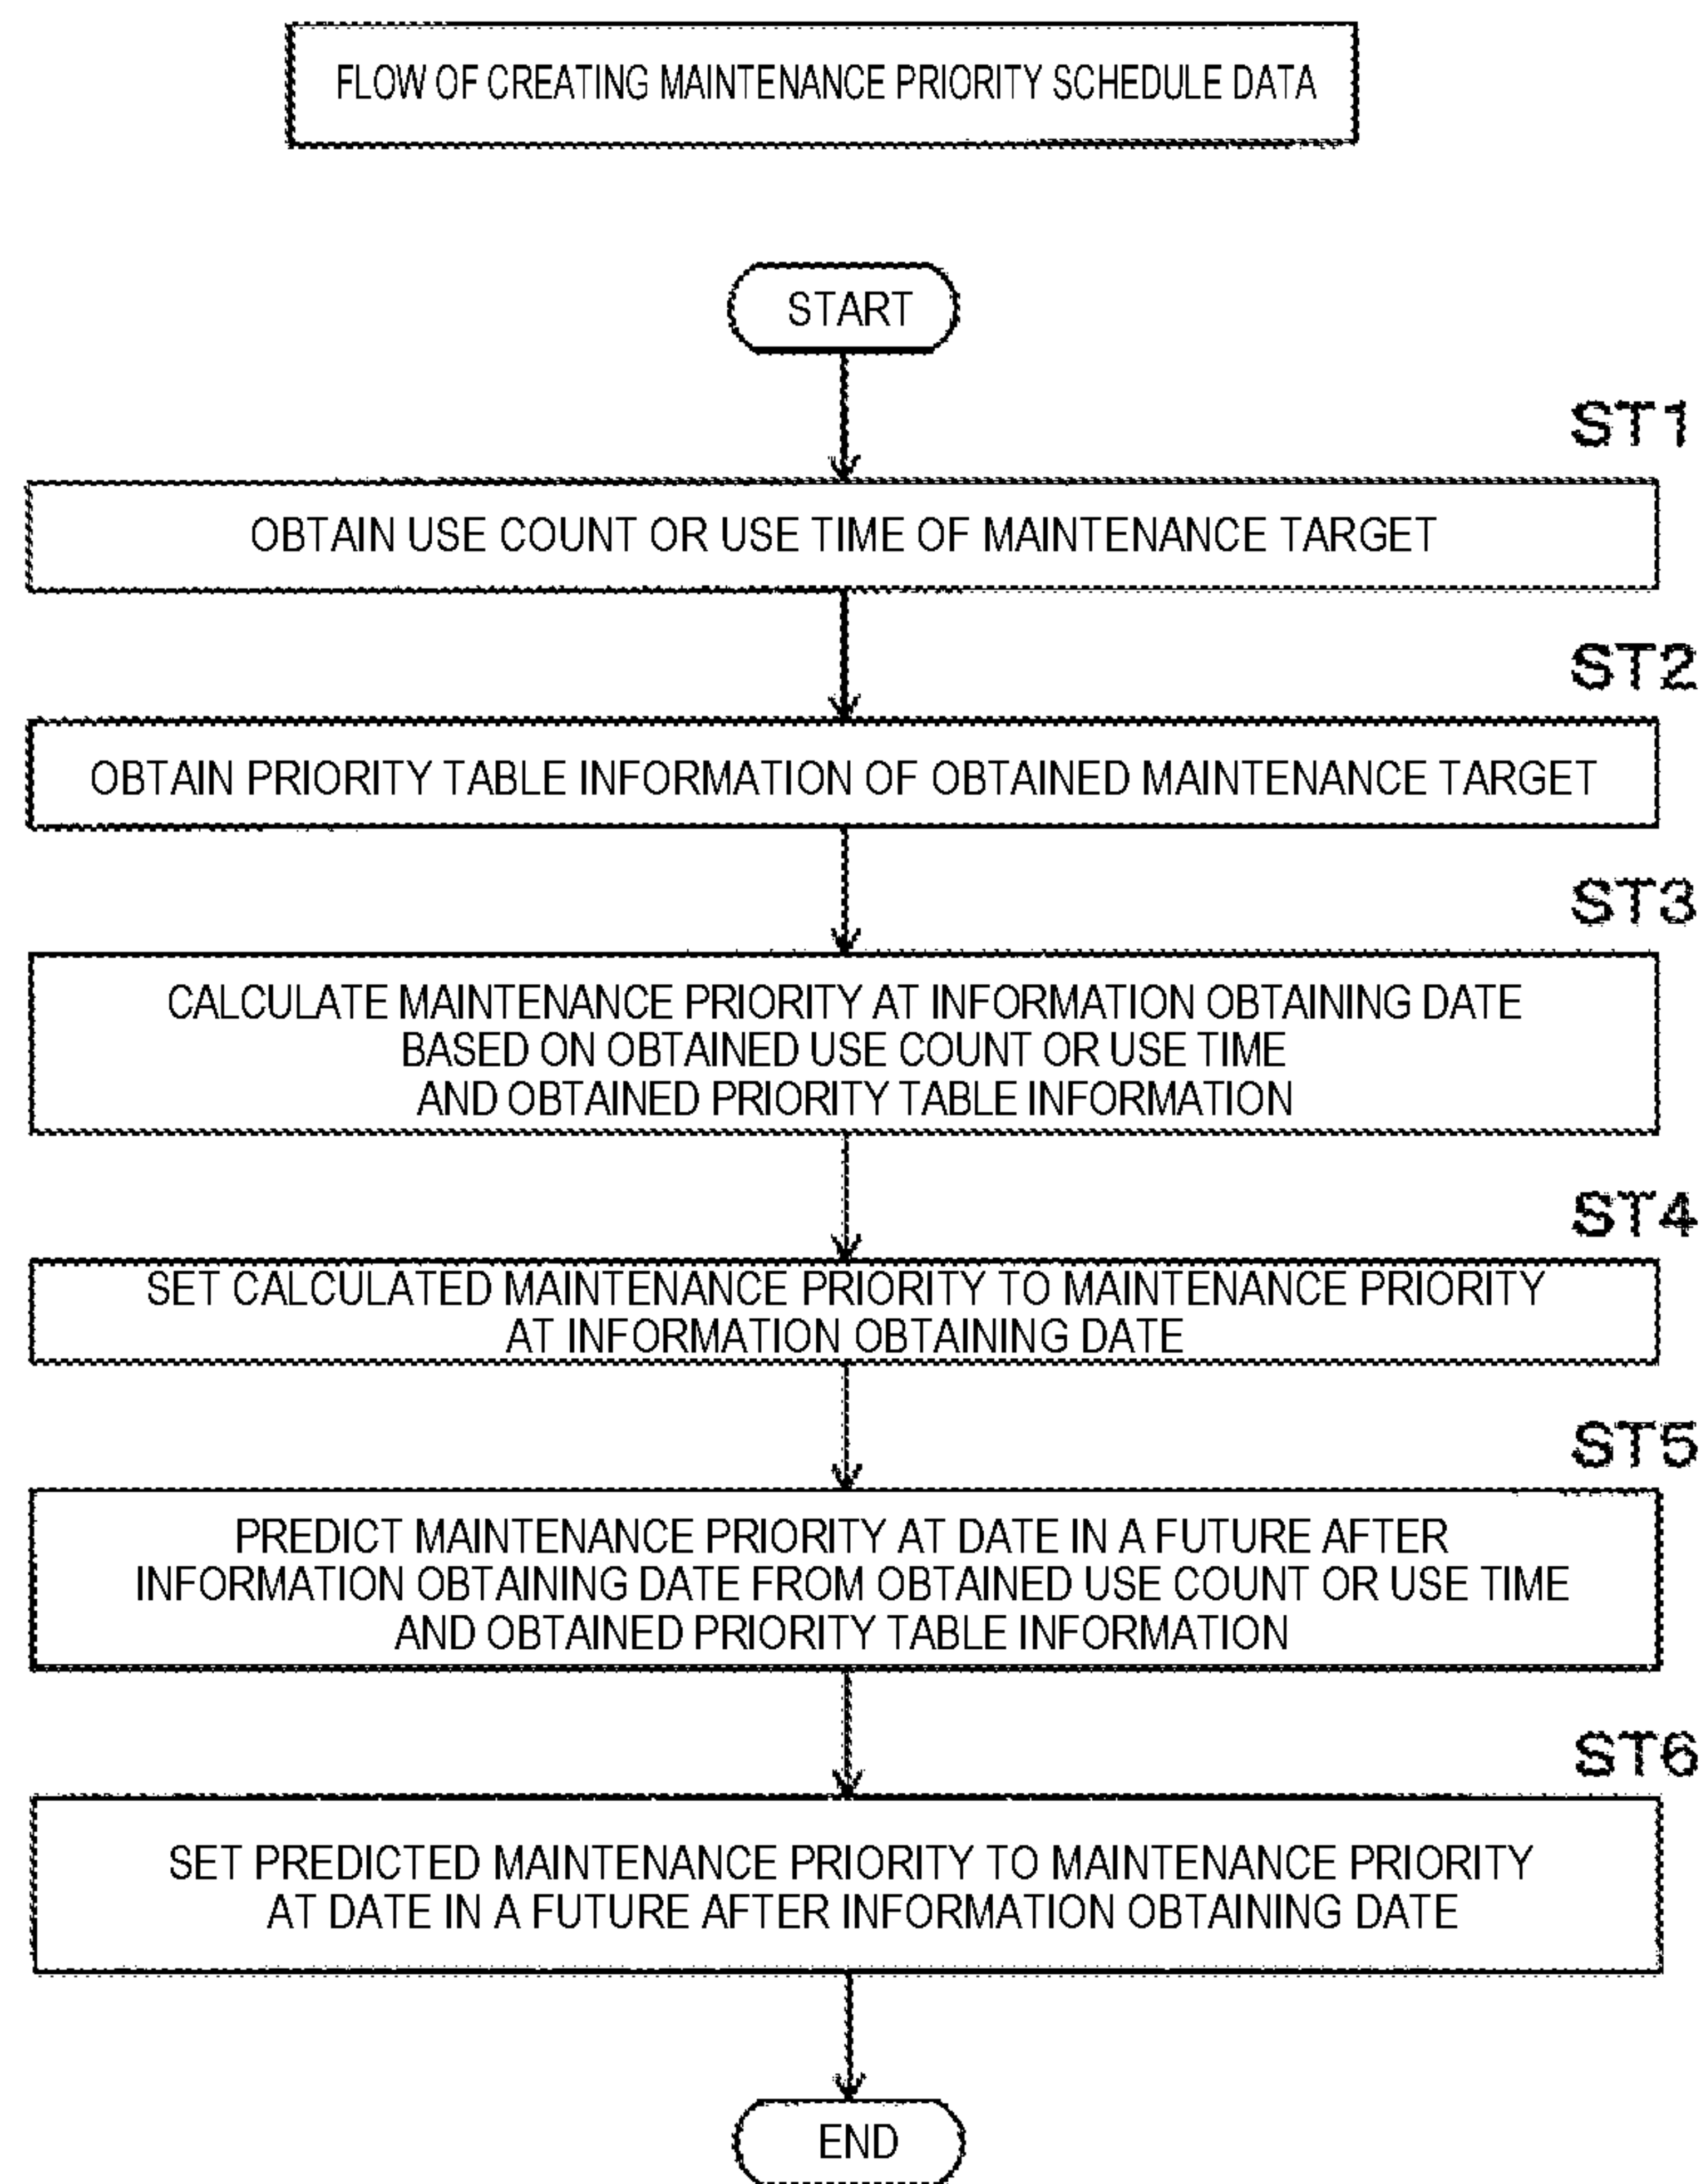 FLOW OF CREATING MAINTENANCE PRIORITY SCHEDULE DATA
START
ST1
OBTAIN USE COUNT OR USE TIME OF MAINTENANCE TARGET
ST2
OBTAIN PRIORITY TABLE INFORMATION OF OBTAINED MAINTENANCE TARGET
ST3
CALCULATE MAINTENANCE PRIORITY AT INFORMATION OBTAINING DATE
BASED ON OBTAINED USE COUNT OR USE TIME
AND OBTAINED PRIORITY TABLE INFORMATION
ST4
SET CALCULATED MAINTENANCE PRIORITY TO MAINTENANCE PRIORITY
AT INFORMATION OBTAINING DATE
ST5
PREDICT MAINTENANCE PRIORITY AT DATE IN A FUTURE AFTER
INFORMATION OBTAINING DATE FROM OBTAINED USE COUNT OR USE TIME
AND OBTAINED PRIORITY TABLE INFORMATION
ST6
SET PREDICTED MAINTENANCE PRIORITY TO MAINTENANCE PRIORITY
AT DATE IN A FUTURE AFTER INFORMATION OBTAINING DATE
END